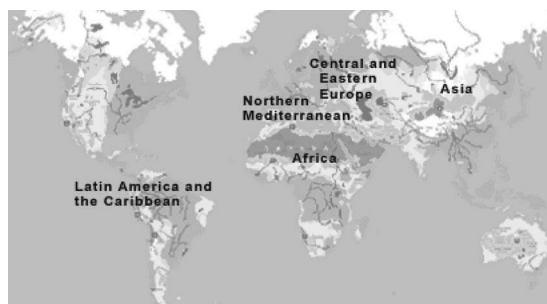 Central and
Eastern
Europe
Asia
Northern
Mediterranean
Africa
Latin America and
the Caribbean